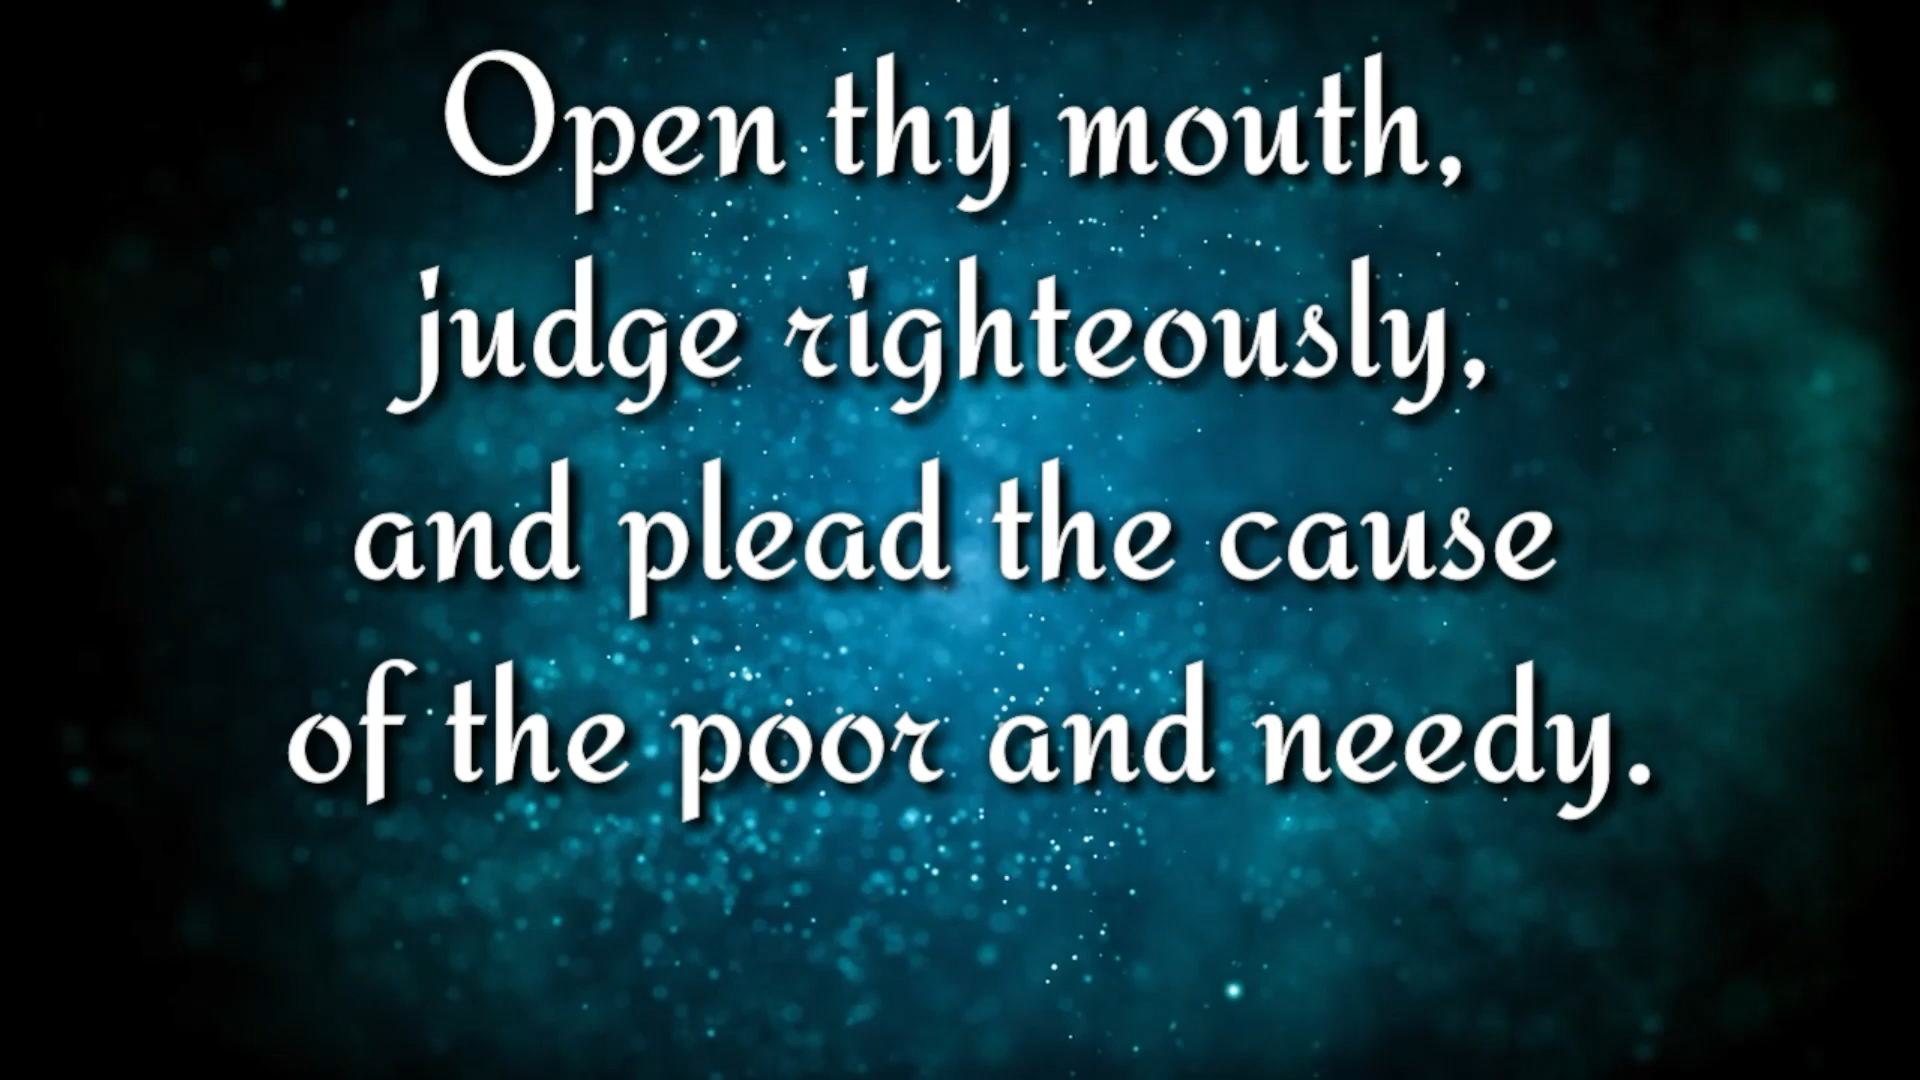 Open thy mouth,
judge righteously,
and plead the cause
of the poor and needy.